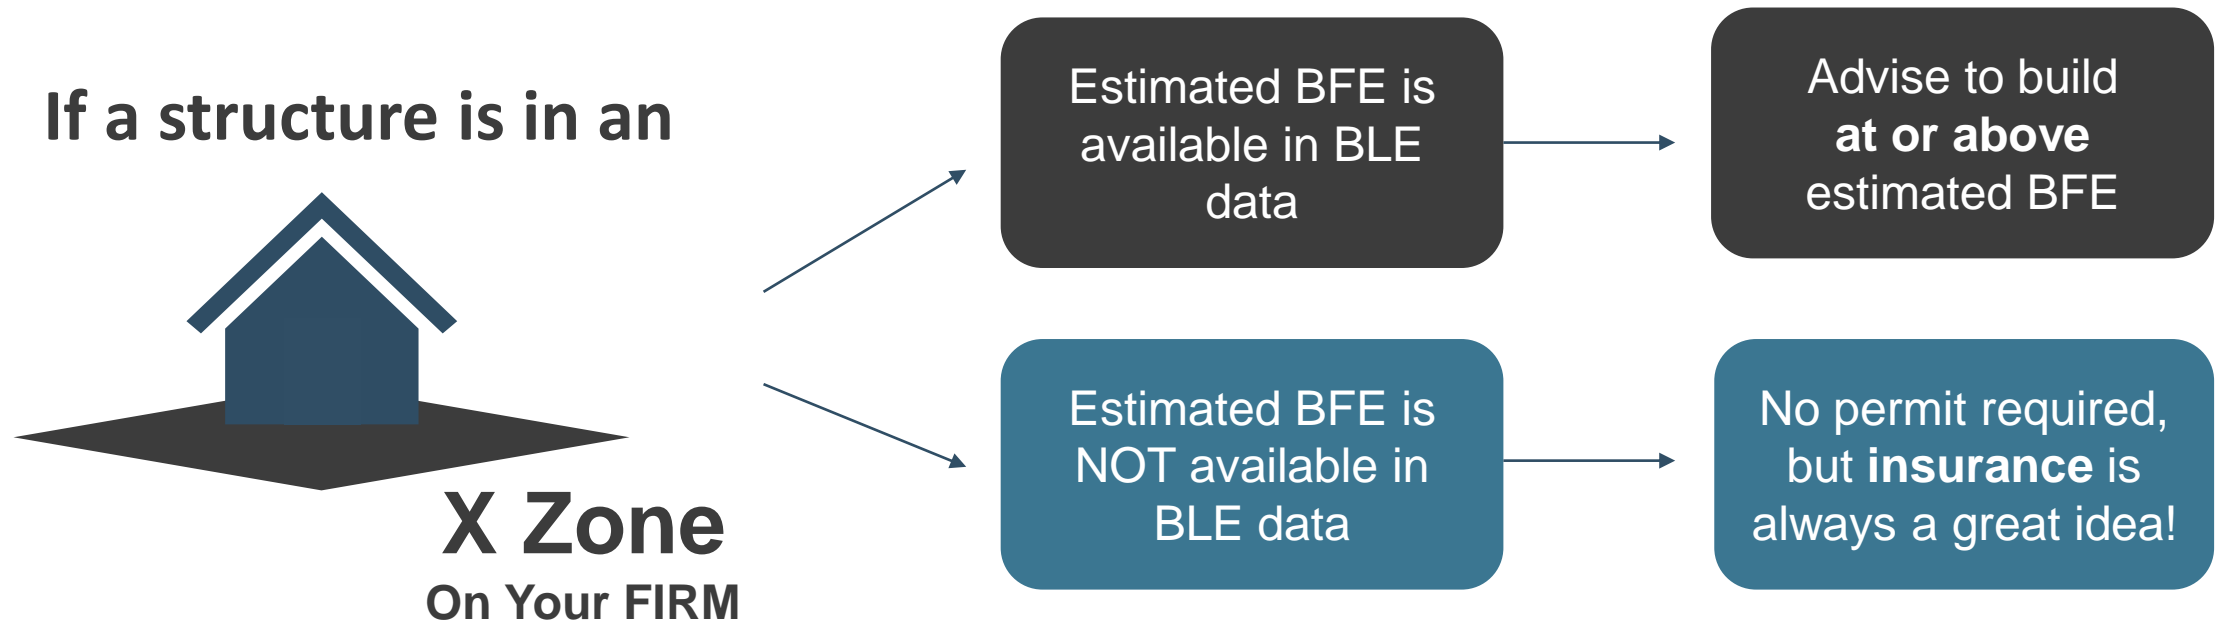 If a structure is in an
X Zone
On Your FIRM
Estimated BFE is
available in BLE
data
Advise to build
at or above
estimated BFE
Estimated BFE is
NOT available in
BLE data
No permit required,
but insurance is
always a great idea!